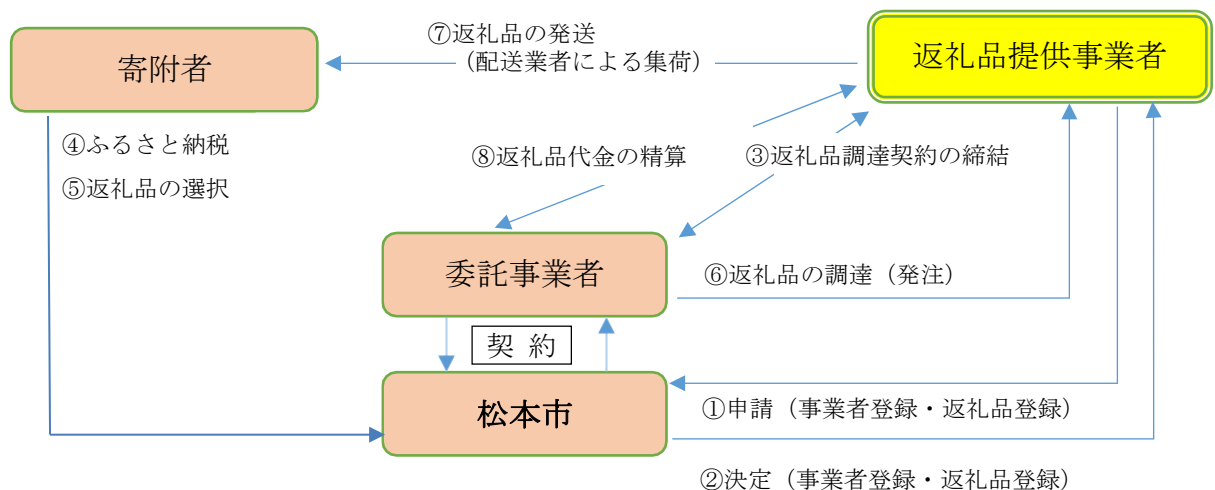 ⑦返礼品の発送
（配送業者による集荷）
寄附者
返礼品提供事業者
④ふるさと納税
⑤返礼品の選択
⑧返礼品代金の精算
③返礼品調達契約の締結
委託事業者
⑥返礼品の調達（発注）
契 約
松本市
①申請（事業者登録・返礼品登録）
②決定（事業者登録・返礼品登録）